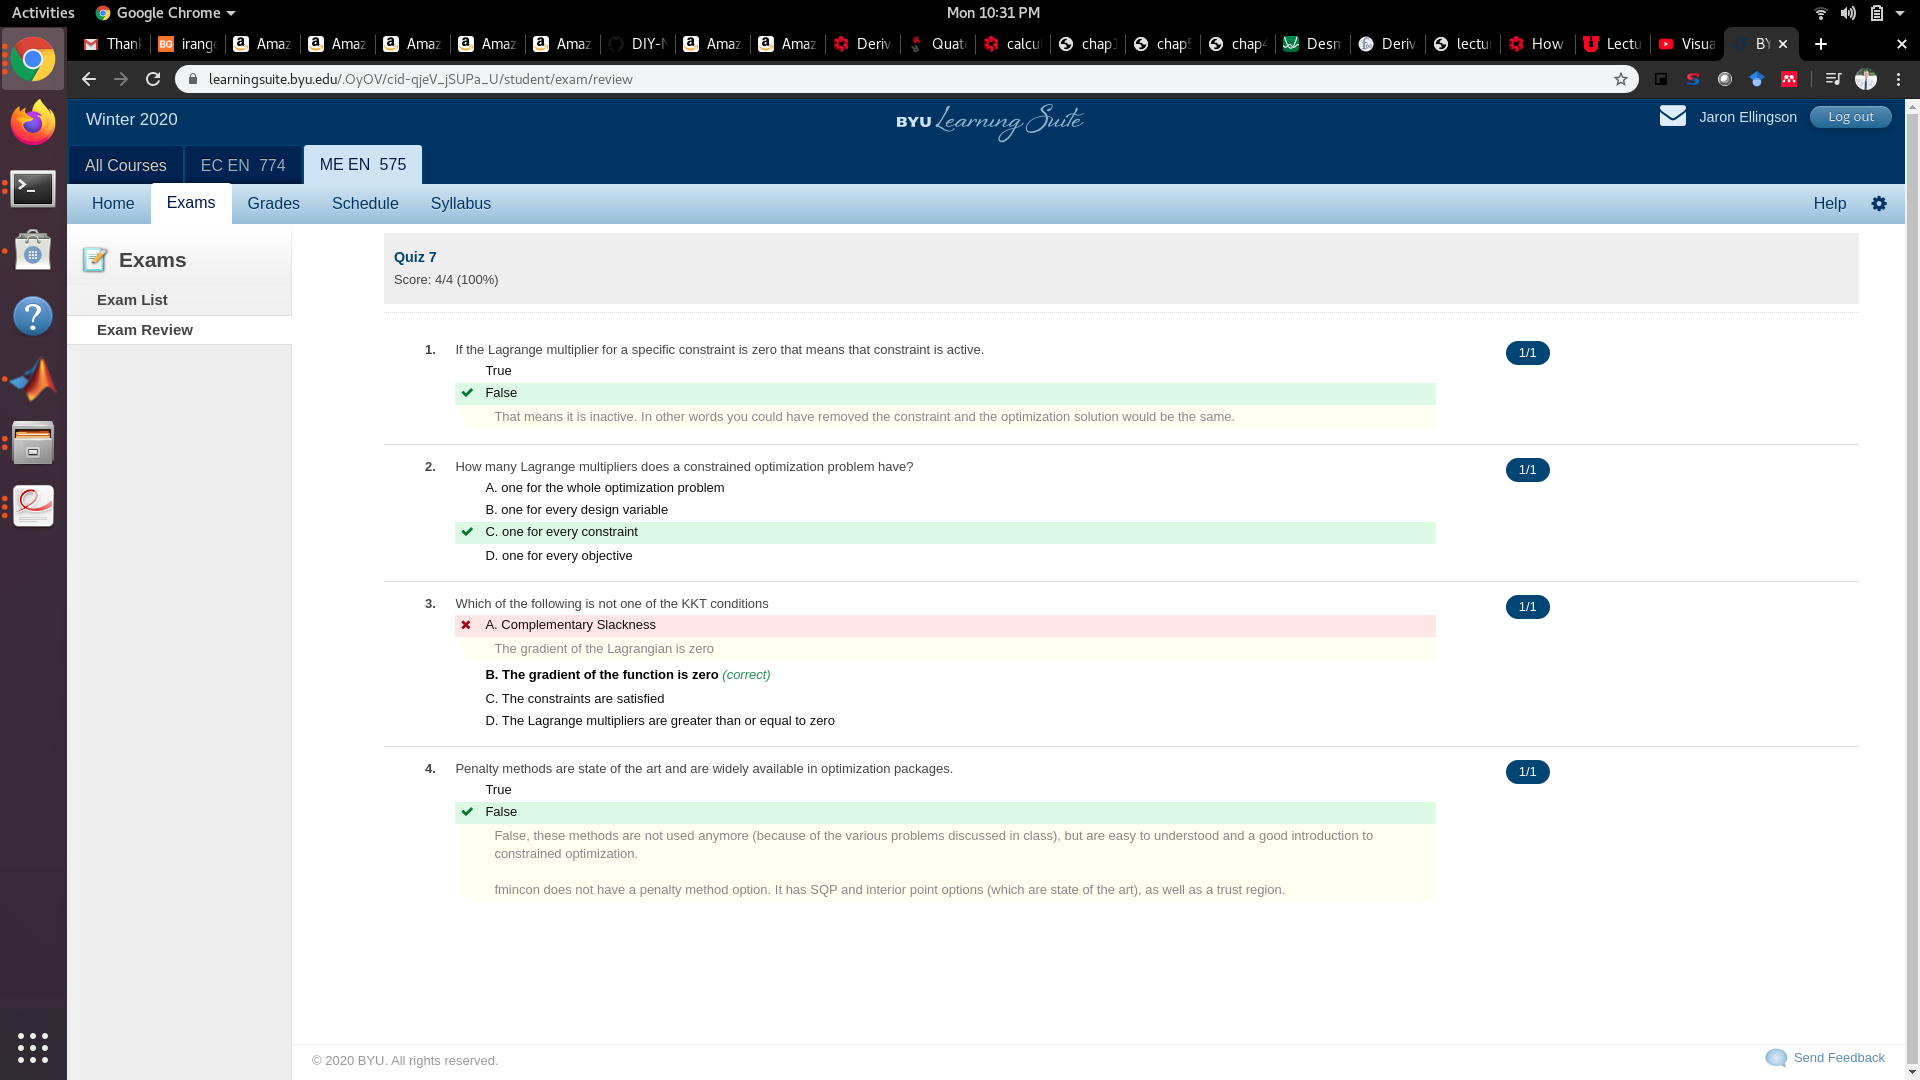 Activities
Google Chrome
Mon 10:31 PM
Thank
irange
Amaz
Amaz
Amaz
Amaz
Amaz
DIY-N
Amaz
Amaz
Deriv
Quate
calcu
chap1
chap5
chap4
Desm
Deriv
lectur
How
Lectu
Visua
BY
learningsuite.byu.edu/.OyOV/cid-qjeV_jSUPa_U/student/exam/review
Winter 2020
BYU Learning Suite
Jaron Ellingson
Log out
All Courses
EC EN 774
ME EN 575
Home
Exams
Grades
Schedule
Syllabus
Help
Exams
Exam List
Exam Review
Quiz 7
Score: 4/4 (100%)
1. If the Lagrange multiplier for a specific constraint is zero that means that constraint is active.
1/1
True
False
That means it is inactive. In other words you could have removed the constraint and the optimization solution would be the same.
2. How many Lagrange multipliers does a constrained optimization problem have?
1/1
A. one for the whole optimization problem
B. one for every design variable
C. one for every constraint
D. one for every objective
3. Which of the following is not one of the KKT conditions
1/1
A. Complementary Slackness
The gradient of the Lagrangian is zero
B. The gradient of the function is zero (correct)
C. The constraints are satisfied
D. The Lagrange multipliers are greater than or equal to zero
4. Penalty methods are state of the art and are widely available in optimization packages.
1/1
True
False
False, these methods are not used anymore (because of the various problems discussed in class), but are easy to understood and a good introduction to
constrained optimization.
fmincon does not have a penalty method option. It has SQP and interior point options (which are state of the art), as well as a trust region.
© 2020 BYU. All rights reserved.
Send Feedback